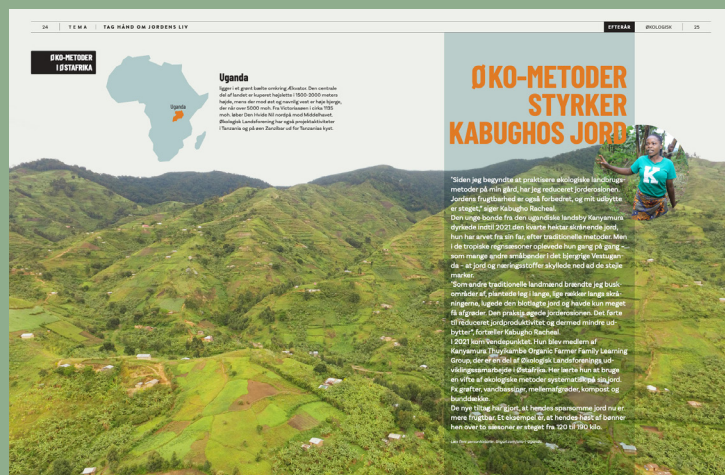 24 | TEMA | TAG HÅND OM JORDENS LIV
EFTERÅR ØKOLOGISK | 25
ØKO-METODER
I ØSTAFRIKA
Uganda
Uganda
ligger i et grønt bælte omkring Ækvator. Den centrale
del af landet er kuperet højslette i 1500-2000 meters
højde, mens der mod øst og navnlig vest er høje bjerge,
der når over 5000 moh. Fra Victoriasøen i cirka 1135
moh. løber Den Hvide Nil nordpå mod Middelhavet.
Økologisk Landsforening har også projektaktiviteter
i Tanzania og på øen Zanzibar ud for Tanzanias kyst.
ØKO-METODER
STYRKER
KABUGHOS JORD
K
"Siden jeg begyndte at praktisere økologiske landbrugs-
metoder på min gård, har jeg reduceret jorderosionen.
Jordens frugtbarhed er også forbedret, og mit udbytte
er steget," siger Kabugho Racheal.
Den unge bonde fra den ugandiske landsby Kanyamura
dyrkede indtil 2021 den kvarte hektar skrånende jord,
hun har arvet fra sin far, efter traditionelle metoder. Men
i de tropiske regnsæsoner oplevede hun gang på gang –
som mange andre småbønder i det bjergrige Vestugan-
da – at jord og næringsstoffer skyllede ned ad de stejle
marker.
"Som andre traditionelle landmænd brændte jeg busk-
områder af, plantede løg i lange, lige rækker langs skrå-
ningerne, lugede den blotlagte jord og havde kun meget
få afgrøder. Den praksis øgede jorderosionen. Det førte
til reduceret jordproduktivitet og dermed mindre ud-
bytter", fortæller Kabugho Racheal.
I 2021 kom vendepunktet. Hun blev medlem af
Kanyamura Thuyikambe Organic Farmer Family Learning
Group, der er en del af Økologisk Landsforenings ud-
viklingssamarbejde i Østafrika. Her lærte hun at bruge
en vifte af økologiske metoder systematisk på sin jord.
Fx grøfter, vandbassiner, mellemafgrøder, kompost og
bunddække.
De nye tiltag har gjort, at hendes sparsomme jord nu er
mere frugtbar. Et eksempel er, at hendes høst af bønner
hen over to sæsoner er steget fra 120 til 190 kilo.